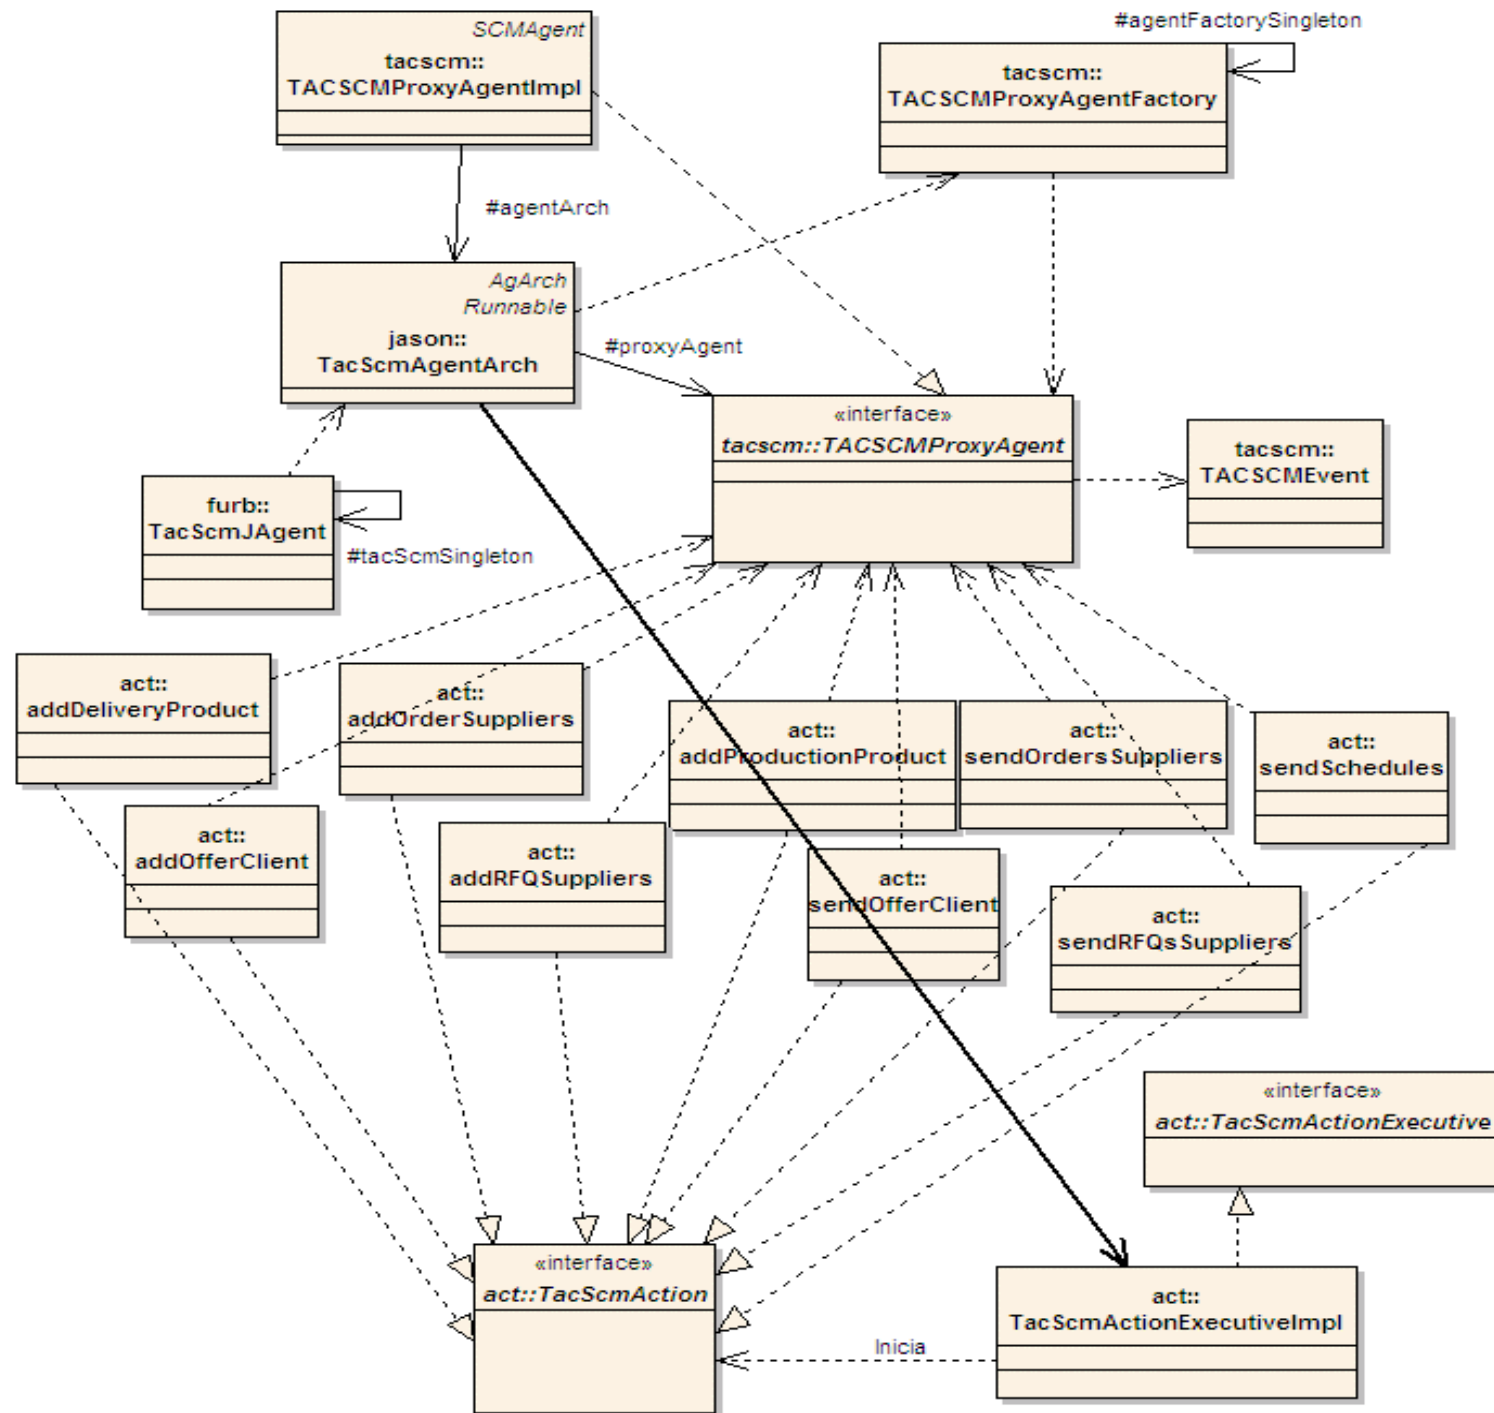 SCMAgent
tacscm::
TACSCMProxyAgentImpl
#agentFactorySingleton
tacscm::
TACSCMProxyAgentFactory
#agentArch
AgArch
Runnable
jason::
TacScmAgentArch
#proxyAgent
«interface»
tacscm::TACSCMProxyAgent
tacscm::
TACSCMEvent
furb::
TacScmJAgent
#tacScmSingleton
act::
addDeliveryProduct
act::
addOrderSuppliers
act::
addProductionProduct
act::
sendOrdersSuppliers
act::
sendSchedules
act::
addOfferClient
act::
addRFQSuppliers
act::
sendOfferClient
act::
sendRFQsSuppliers
«interface»
act::TacScmActionExecutive
«interface»
act::TacScmAction
act::
TacScmActionExecutiveImpl
Inicia